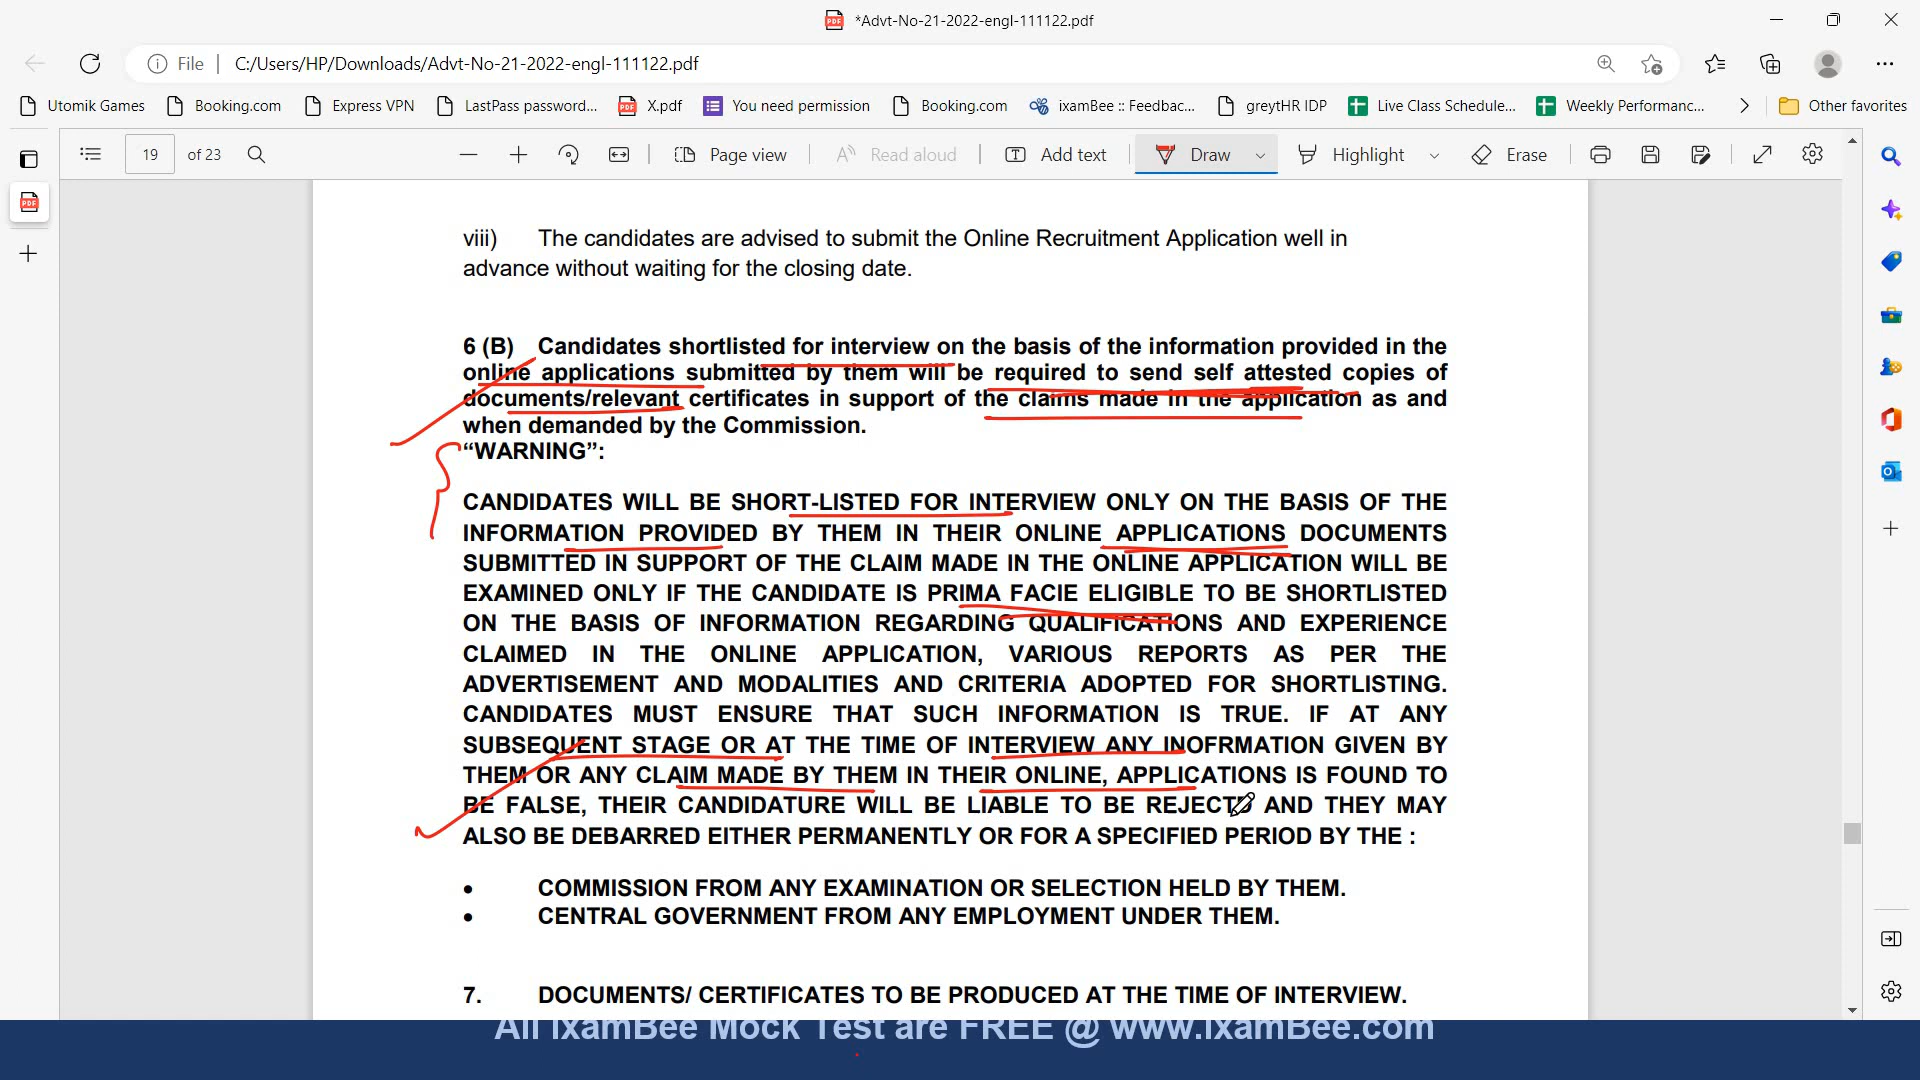 *Advt-No-21-2022-engl-111122.pdf
File | C:/Users/HP/Downloads/Advt-No-21-2022-engl-111122.pdf
Utomik Games Booking.com Express VPN LastPass password... X.pdf You need permission Booking.com ixamBee :: Feedbac... greytHR IDP Live Class Schedule... Weekly Performanc... Other favorites
19 of 23 Page view Read aloud Add text Draw Highlight Erase
viii) The candidates are advised to submit the Online Recruitment Application well in
advance without waiting for the closing date.
6 (B) Candidates shortlisted for interview on the basis of the information provided in the
online applications submitted by them will be required to send self attested copies of
documents/relevant certificates in support of the claims made in the application as and
when demanded by the Commission.
“WARNING”:
CANDIDATES WILL BE SHORT-LISTED FOR INTERVIEW ONLY ON THE BASIS OF THE
INFORMATION PROVIDED BY THEM IN THEIR ONLINE APPLICATIONS DOCUMENTS
SUBMITTED IN SUPPORT OF THE CLAIM MADE IN THE ONLINE APPLICATION WILL BE
EXAMINED ONLY IF THE CANDIDATE IS PRIMA FACIE ELIGIBLE TO BE SHORTLISTED
ON THE BASIS OF INFORMATION REGARDING QUALIFICATIONS AND EXPERIENCE
CLAIMED IN THE ONLINE APPLICATION, VARIOUS REPORTS AS PER THE
ADVERTISEMENT AND MODALITIES AND CRITERIA ADOPTED FOR SHORTLISTING.
CANDIDATES MUST ENSURE THAT SUCH INFORMATION IS TRUE. IF AT ANY
SUBSEQUENT STAGE OR AT THE TIME OF INTERVIEW ANY INOFRMATION GIVEN BY
THEM OR ANY CLAIM MADE BY THEM IN THEIR ONLINE, APPLICATIONS IS FOUND TO
BE FALSE, THEIR CANDIDATURE WILL BE LIABLE TO BE REJECTD AND THEY MAY
ALSO BE DEBARRED EITHER PERMANENTLY OR FOR A SPECIFIED PERIOD BY THE :
• COMMISSION FROM ANY EXAMINATION OR SELECTION HELD BY THEM.
• CENTRAL GOVERNMENT FROM ANY EMPLOYMENT UNDER THEM.
7. DOCUMENTS/ CERTIFICATES TO BE PRODUCED AT THE TIME OF INTERVIEW.
All ixamBee Mock Test are FREE @ www.ixamBee.com